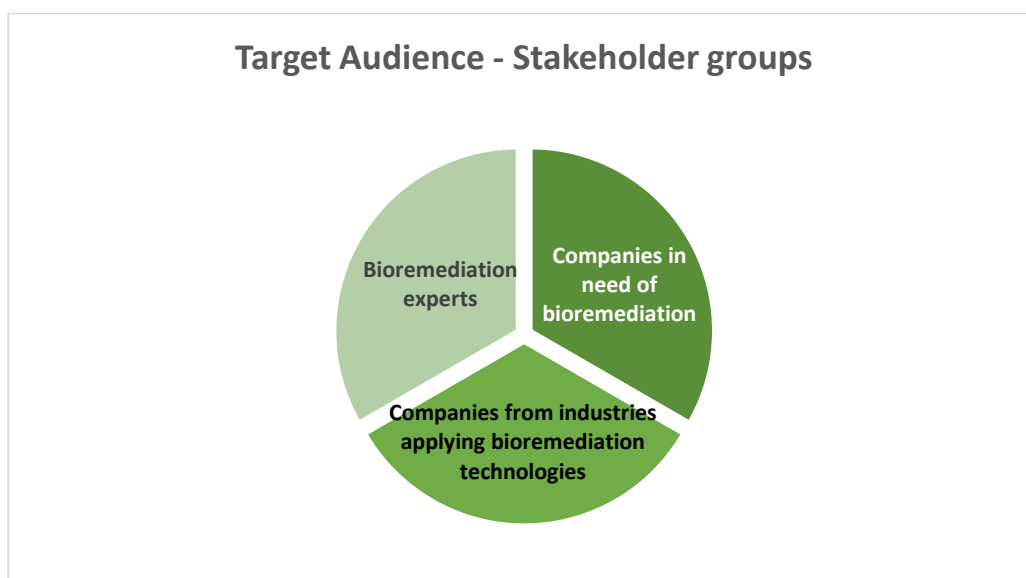 Target Audience - Stakeholder groups
Bioremediation
experts
Companies in
need of
bioremediation
Companies from industries
applying bioremediation
technologies